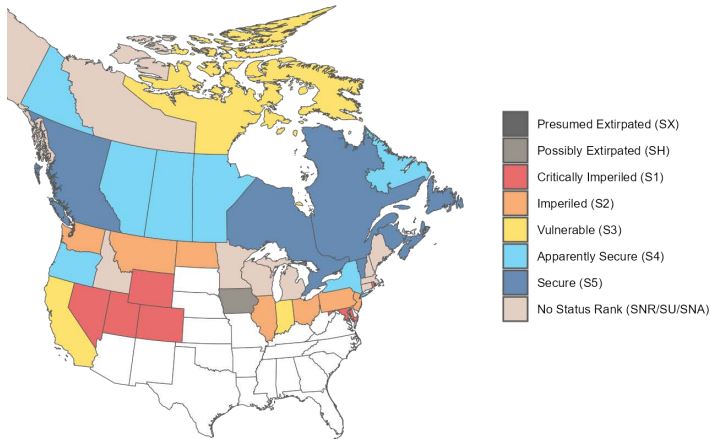 Presumed Extirpated (SX)
Possibly Extirpated (SH)
Critically Imperiled (S1)
Imperiled (S2)
Vulnerable (S3)
Apparently Secure (S4)
Secure (S5)
No Status Rank (SNR/SU/SNA)